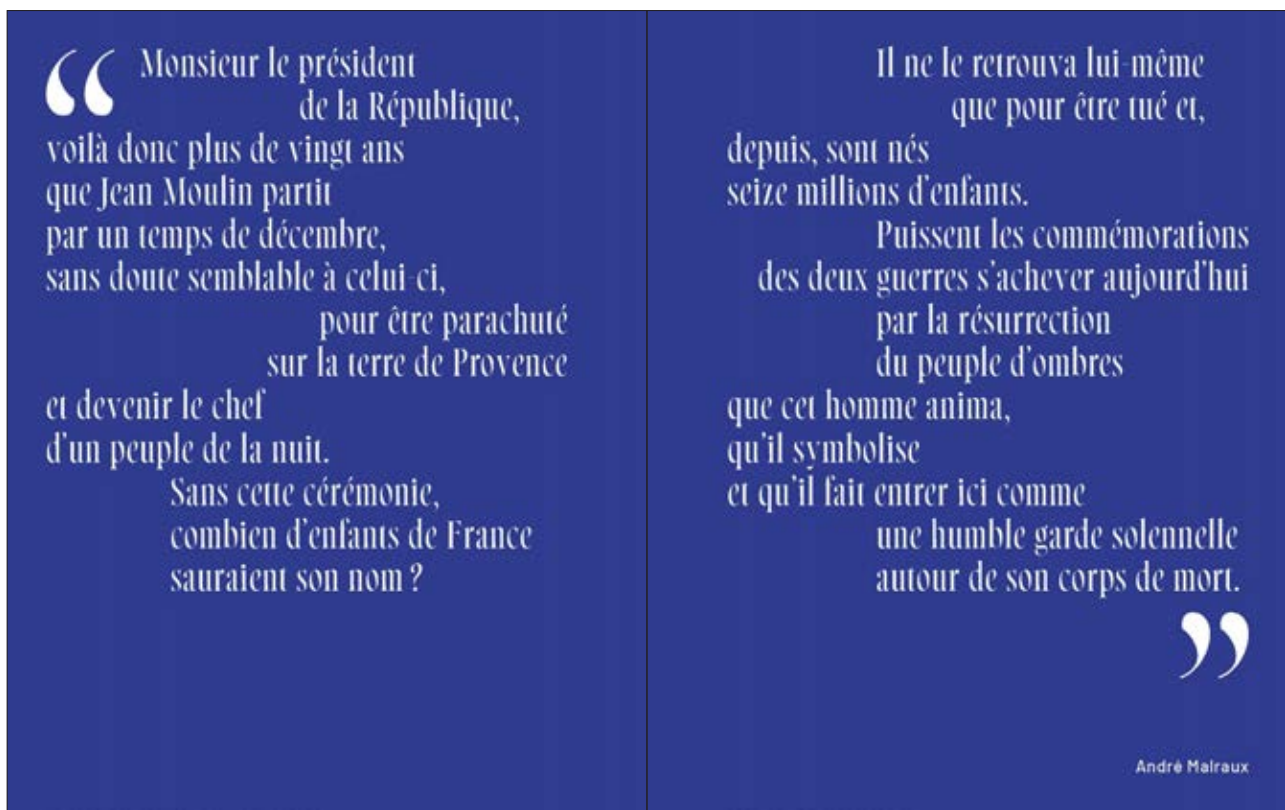 “ Monsieur le président
de la République,
voilà donc plus de vingt ans
que Jean Moulin partit
par un temps de décembre,
sans doute semblable à celui-ci,
pour être parachuté
sur la terre de Provence
et devenir le chef
d’un peuple de la nuit.
Sans cette cérémonie,
combien d’enfants de France
sauraient son nom ?
Il ne le retrouva lui-même
que pour être tué et,
depuis, sont nés
seize millions d’enfants.
Puissent les commémorations
des deux guerres s’achever aujourd’hui
par la résurrection
du peuple d’ombres
que cet homme anima,
qu’il symbolise
et qu’il fait entrer ici comme
une humble garde solennelle
autour de son corps de mort.
”
André Malraux